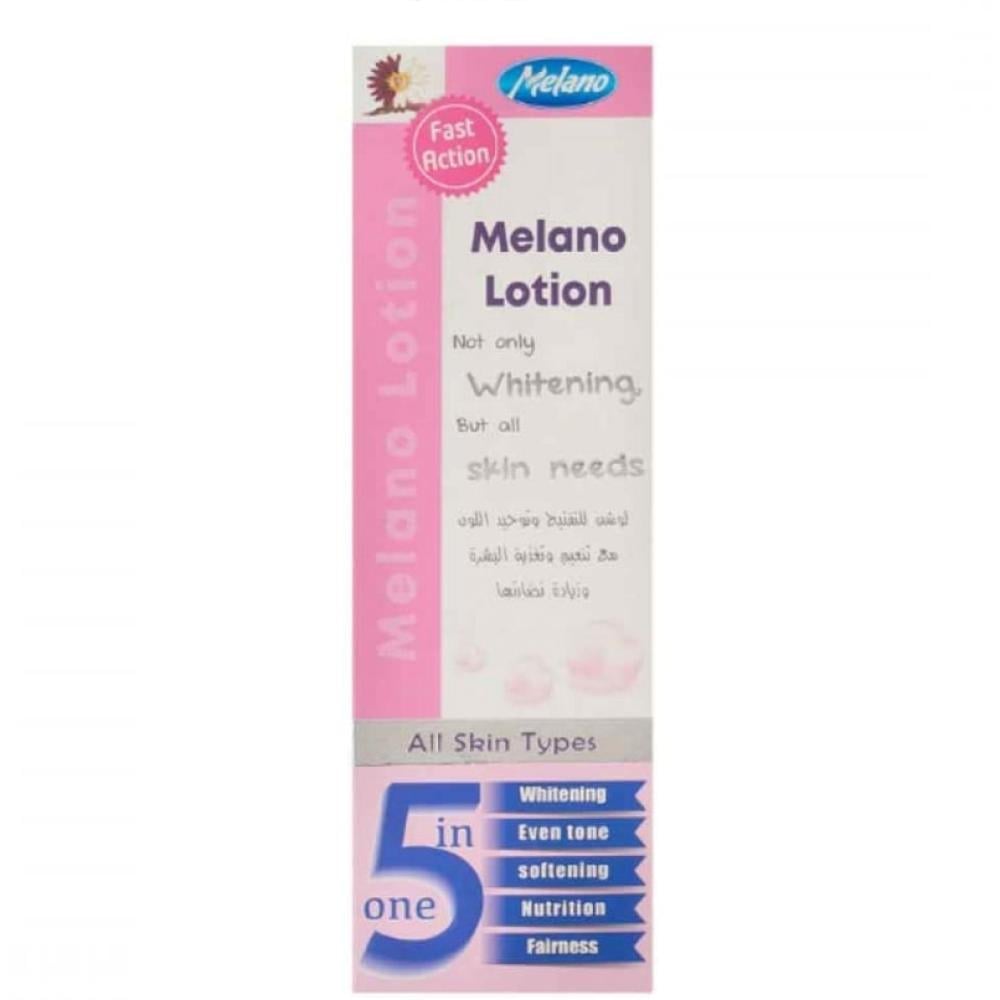 Melano
Fast
Action
Melano Lotion
Melano
Lotion
Not only
Whitening,
But all
skin needs
لوشن للتفتيح وتوحيد اللون
مع تنعيم وتغذية البشرة
وزيادة نضارتها
All Skin Types
5 in
one
Whitening
Even tone
softening
Nutrition
Fairness